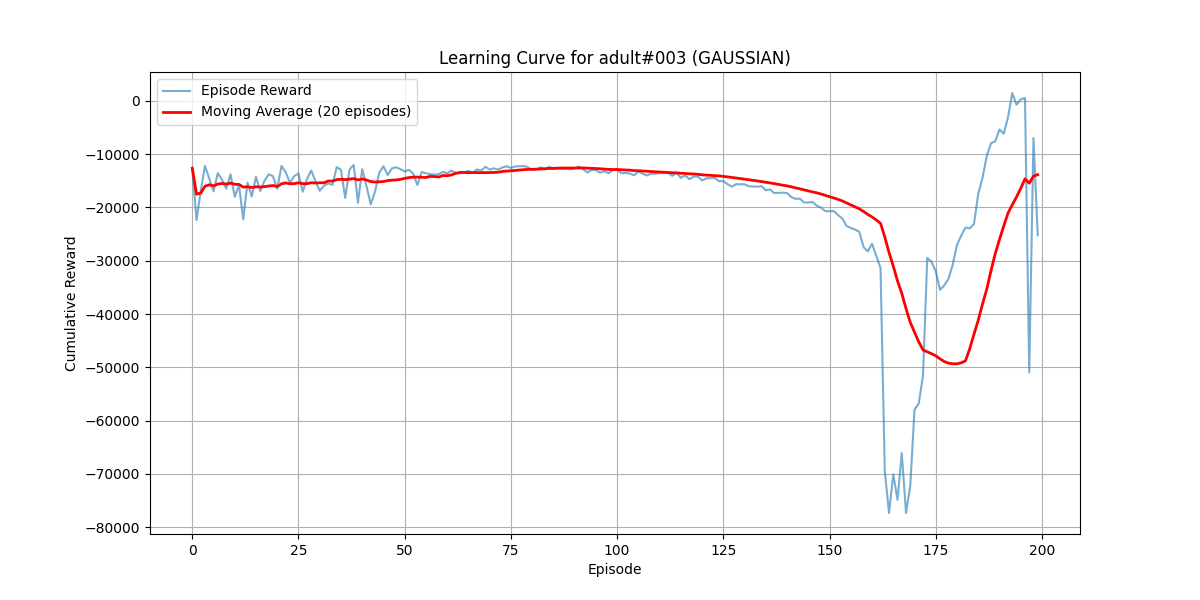 Learning Curve for adult#003 (GAUSSIAN)
Episode Reward
Moving Average (20 episodes)
Cumulative Reward
0
−10000
−20000
−30000
−40000
−50000
−60000
−70000
−80000
0 25 50 75 100 125 150 175 200
Episode